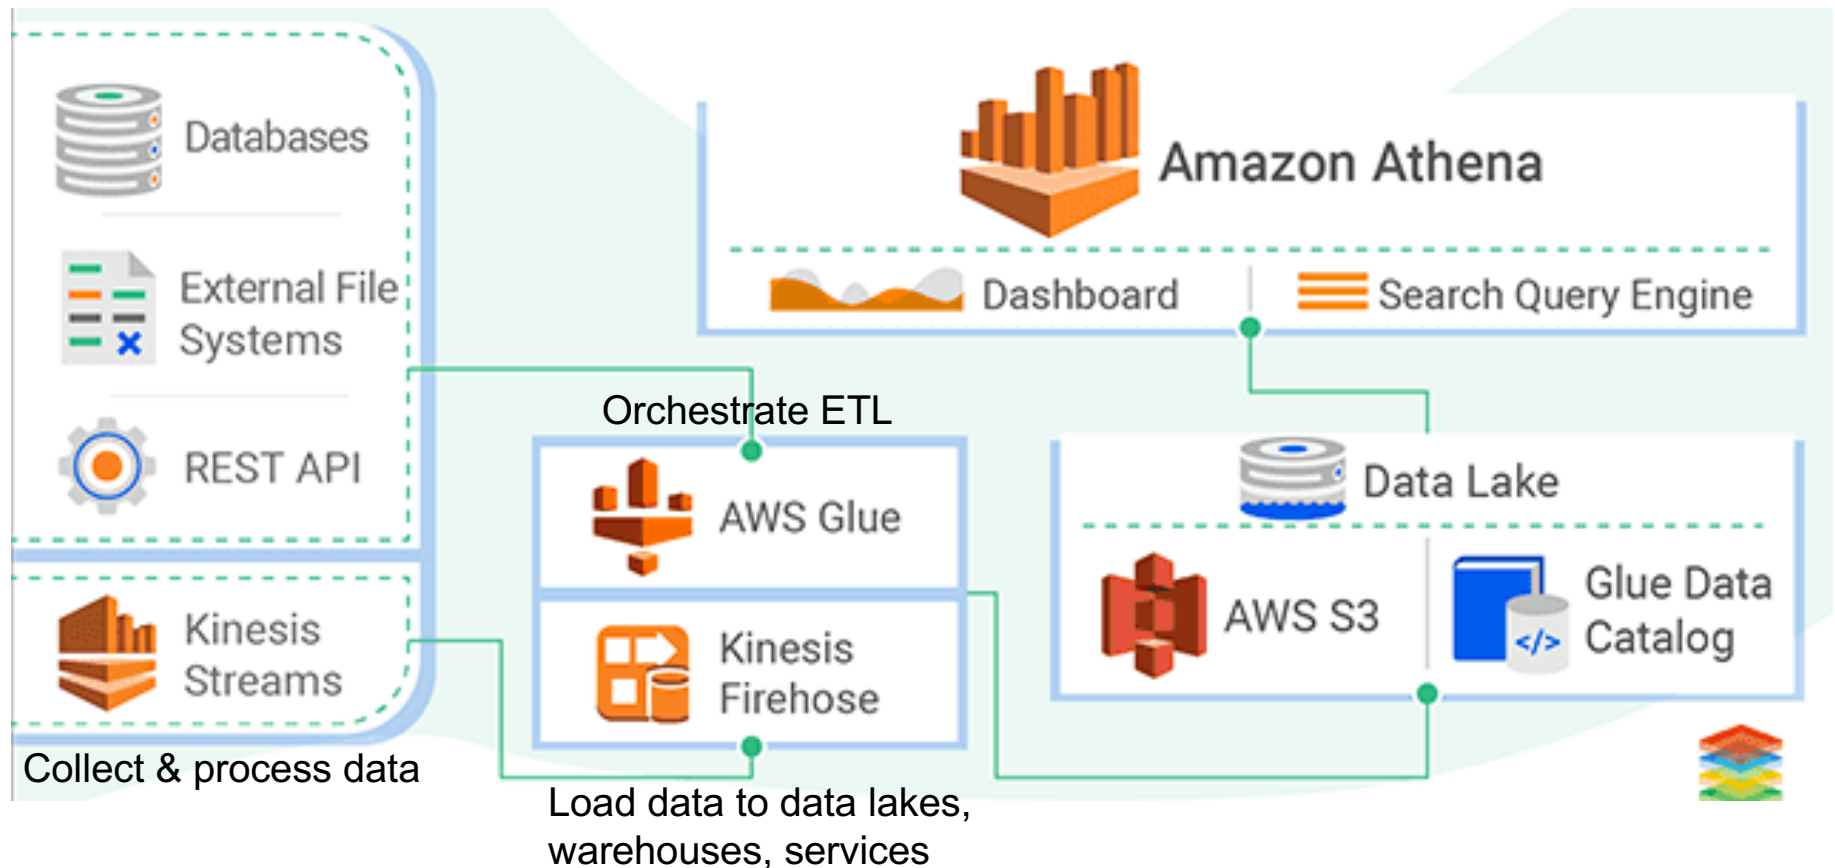 Databases
External File
Systems
REST API
Kinesis
Streams
Collect & process data
Orchestrate ETL
AWS Glue
Kinesis
Firehose
Load data to data lakes,
warehouses, services
Amazon Athena
Dashboard
Search Query Engine
Data Lake
AWS S3
Glue Data
Catalog
</>